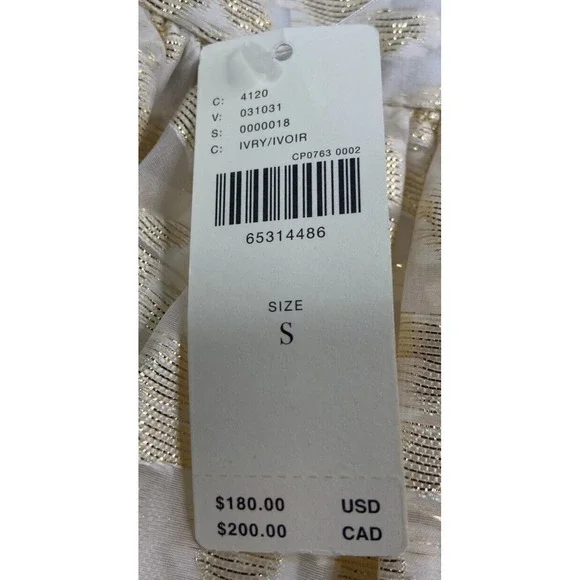 C: 4120
V: 031031
S: 0000018
C: IVRY/IVOIR
CP0763 0002
65314486
SIZE
S
$180.00 USD
$200.00 CAD